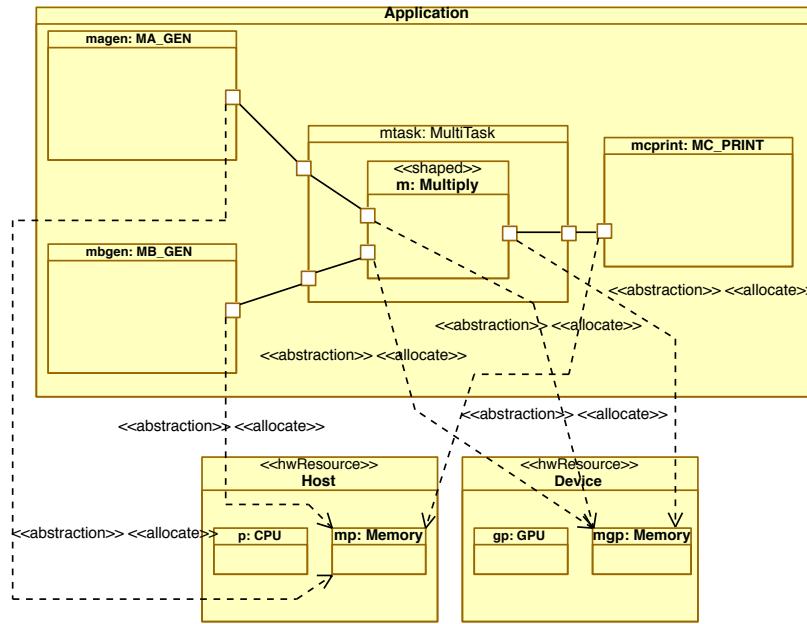 Application
magen: MA_GEN
mtask: MultiTask
mcprint: MC_PRINT
<<shaped>>
m: Multiply
mbgen: MB_GEN
<<abstraction>> <<allocate>>
<<abstraction>> <<allocate>>
<<abstraction>> <<allocate>>
<<abstraction>> <<allocate>>
<<abstraction>> <<allocate>>
<<hwResource>>
Host
<<hwResource>>
Device
<<abstraction>> <<allocate>>
p: CPU
mp: Memory
gp: GPU
mgp: Memory